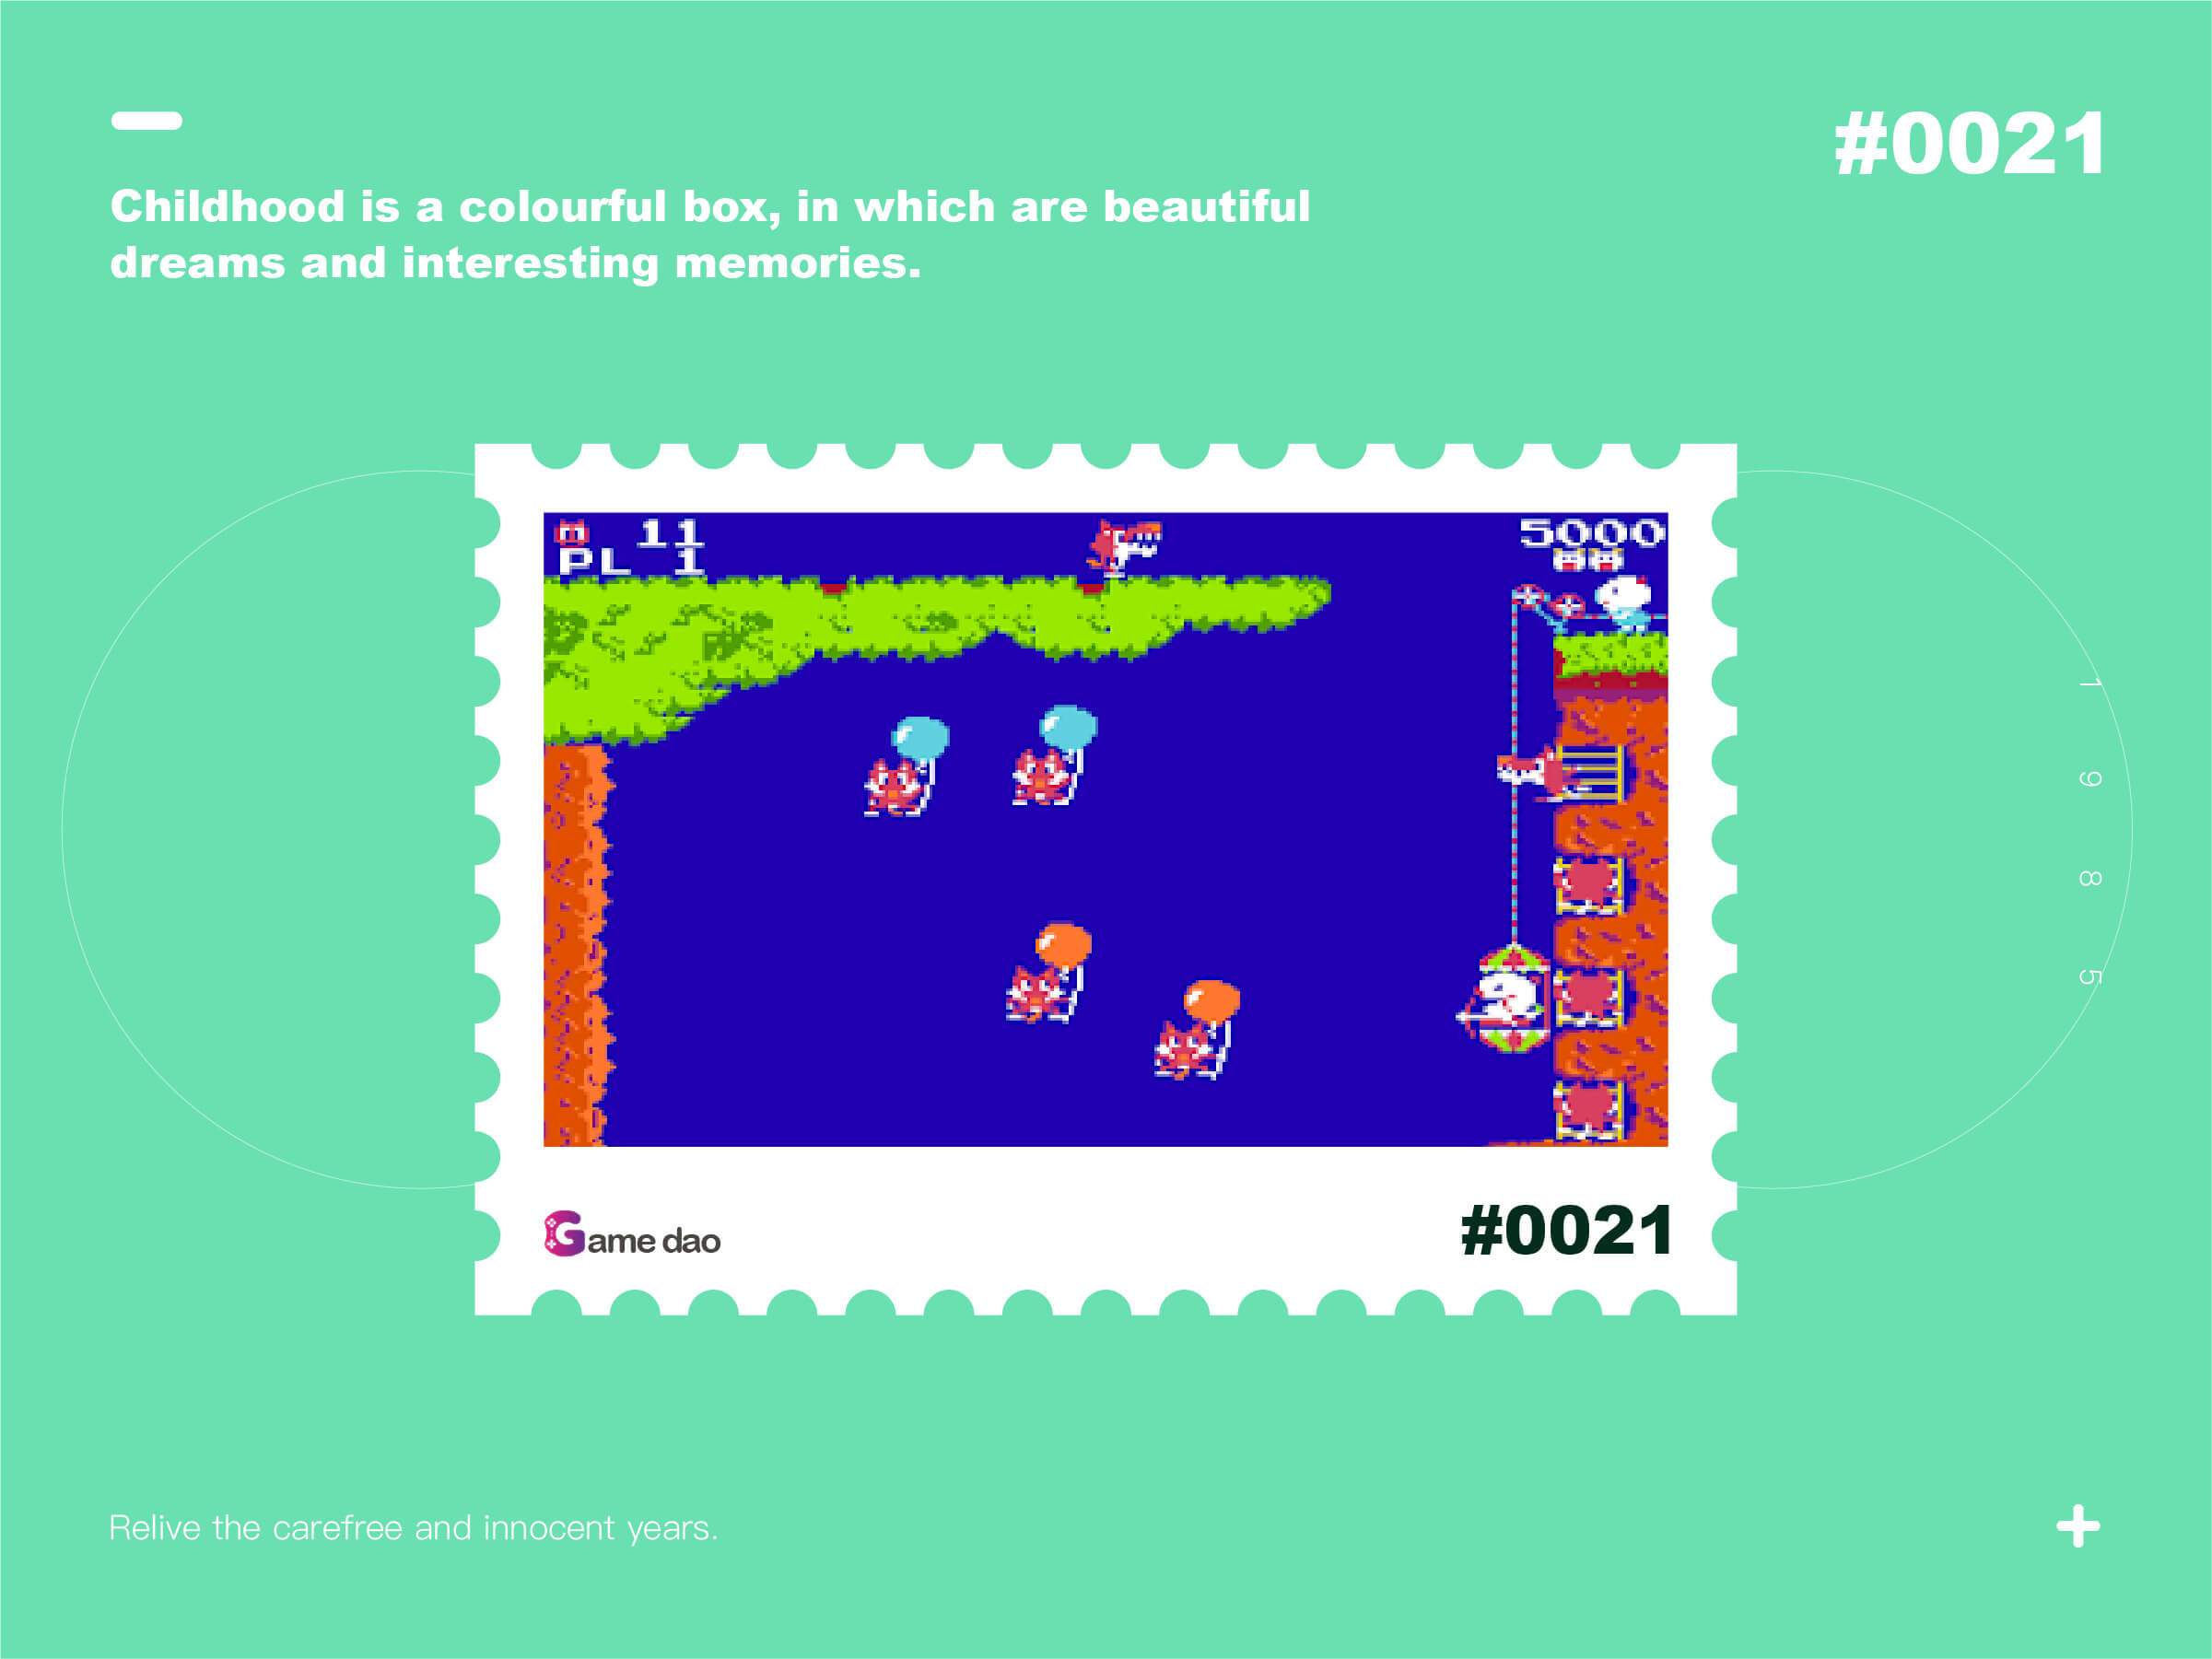 #0021
Childhood is a colourful box, in which are beautiful
dreams and interesting memories.
11
5000
PL 1
1
9
8
5
Game dao
#0021
Relive the carefree and innocent years.